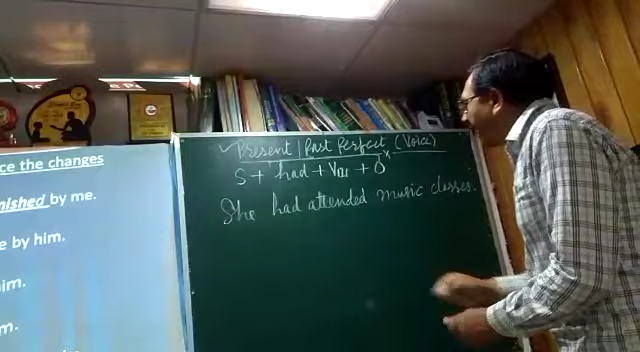 ce the changes
nished by me.
e by him.
im.
m.
Present | Past Perfect (Voice)
S + had + VIII + O
She had attended music classes.